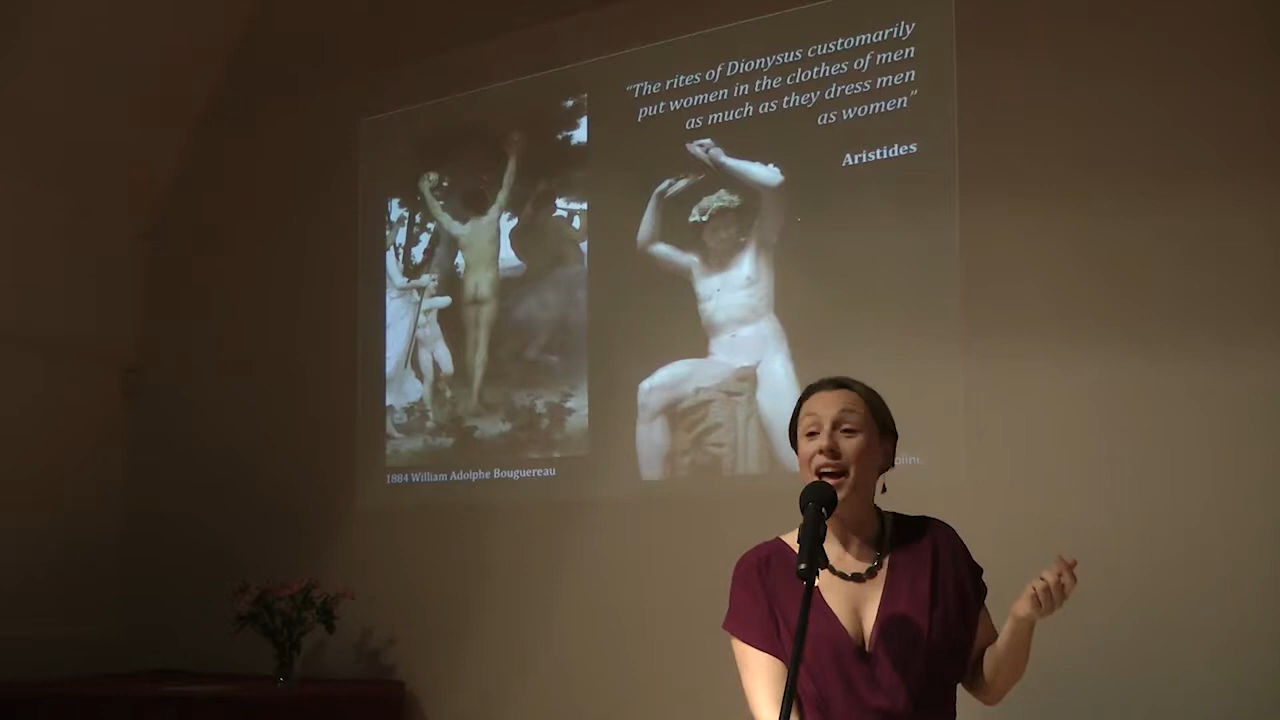 “The rites of Dionysus customarily
put women in the clothes of men
as much as they dress men
as women”
Aristides
1884 William Adolphe Bouguereau